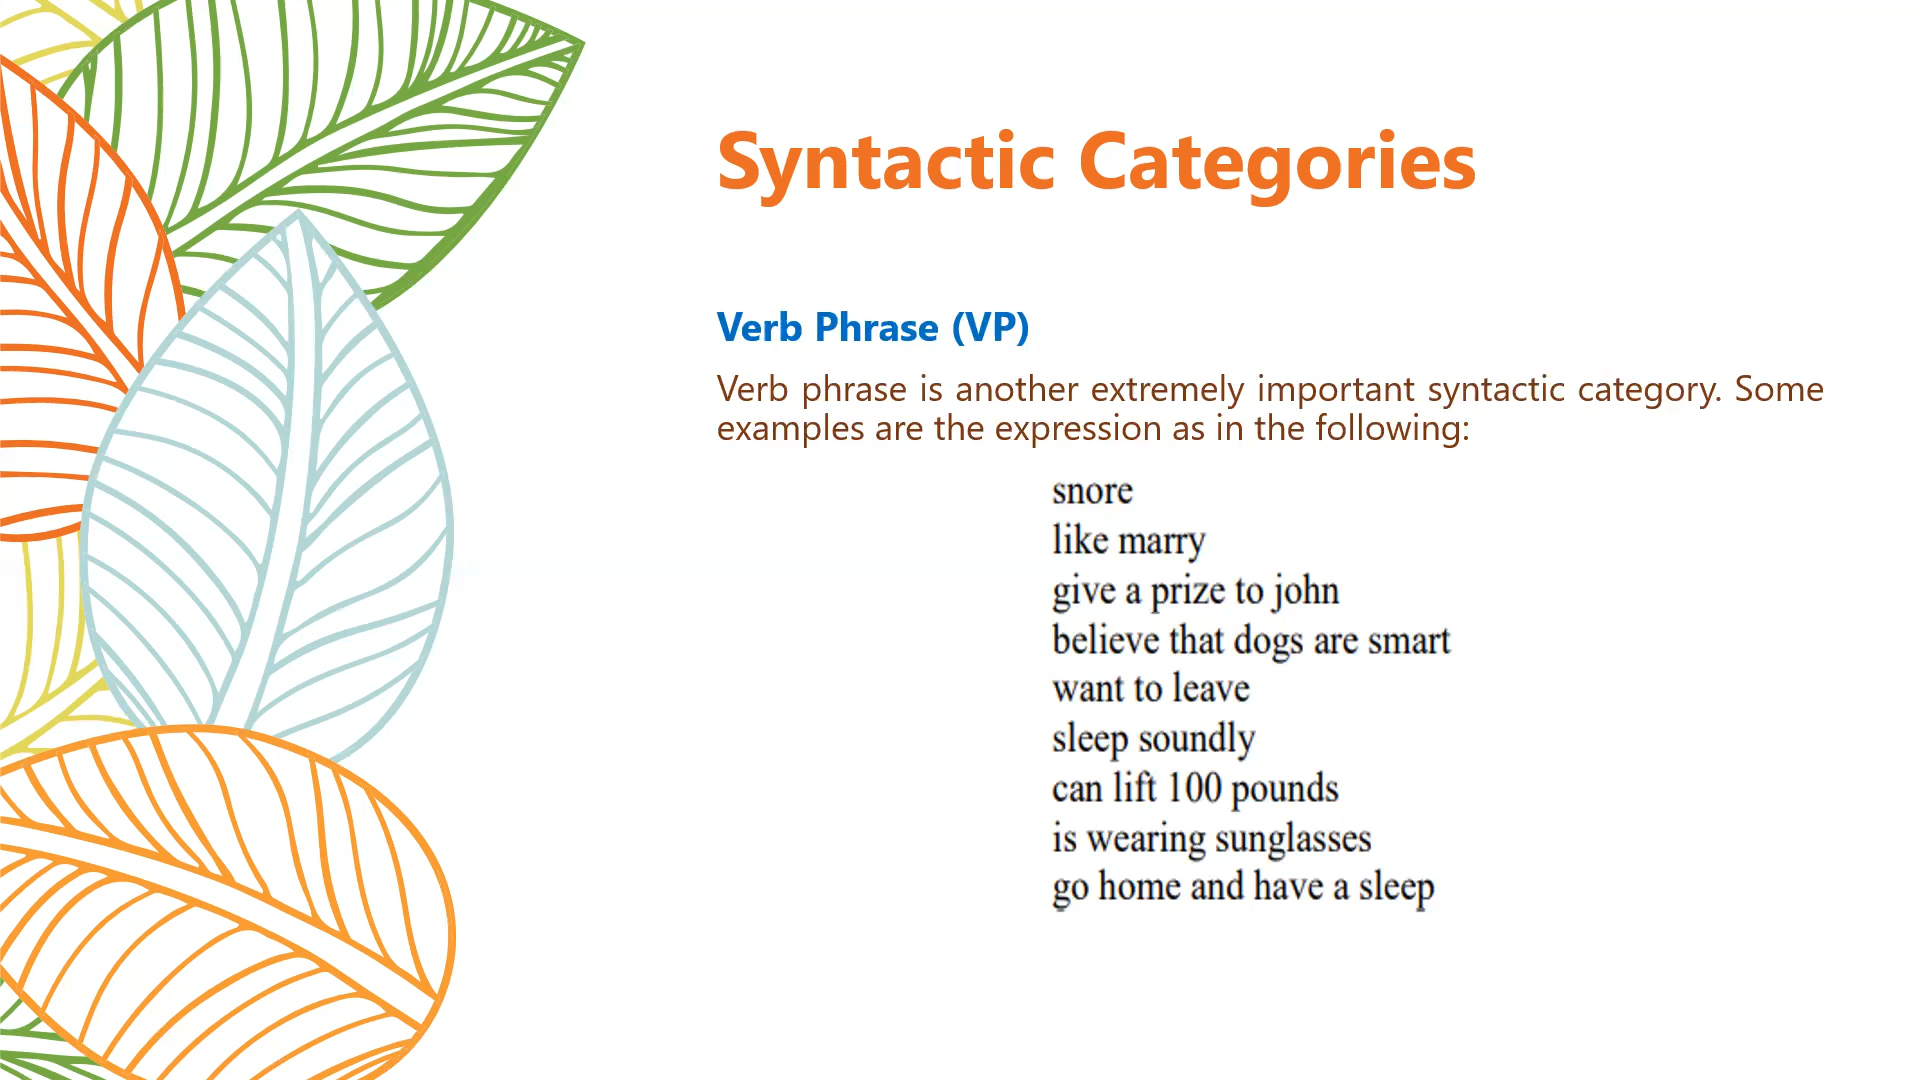 Syntactic Categories
Verb Phrase (VP)
Verb phrase is another extremely important syntactic category. Some
examples are the expression as in the following:
snore
like marry
give a prize to john
believe that dogs are smart
want to leave
sleep soundly
can lift 100 pounds
is wearing sunglasses
go home and have a sleep